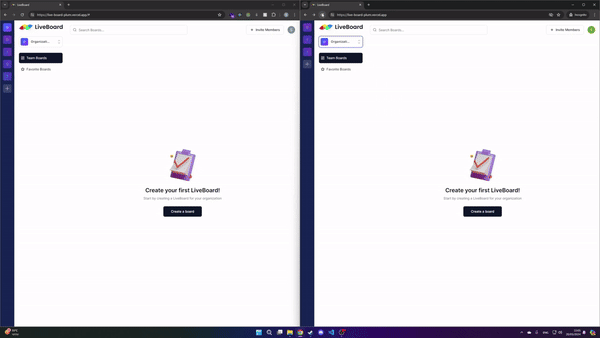 LiveBoard
https://live-board-plum.vercel.app/#
LiveBoard
Search Boards...
Invite Members
Organizati...
Team Boards
Favorite Boards
Create your first LiveBoard!
Start by creating a LiveBoard for your organization
Create a board
LiveBoard
https://live-board-plum.vercel.app
LiveBoard
Search Boards...
Invite Members
Organizati...
Team Boards
Favorite Boards
Create your first LiveBoard!
Start by creating a LiveBoard for your organization
Create a board